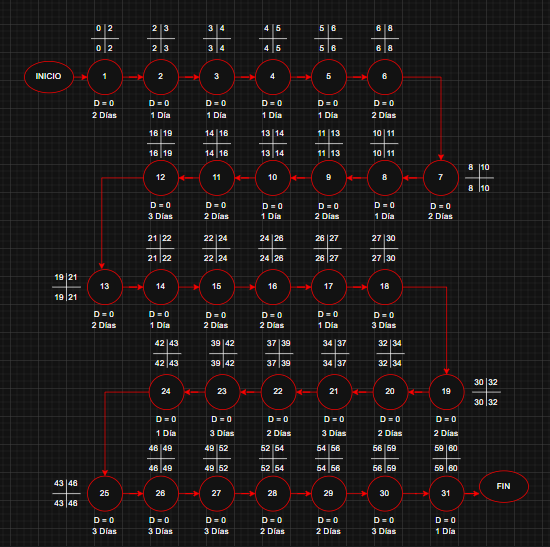 0 2 2 3 3 4 4 5 5 6 6 8
0 2 2 3 3 4 4 5 5 6 6 8
INICIO 1 2 3 4 5 6
D = 0 D = 0 D = 0 D = 0 D = 0 D = 0
2 Días 1 Día 1 Día 1 Día 1 Día 2 Días
16 19 14 16 13 14 11 13 10 11
16 19 14 16 13 14 11 13 10 11
8 10
12 11 10 9 8 7
8 10
D = 0 D = 0 D = 0 D = 0 D = 0 D = 0
3 Días 2 Días 1 Día 2 Días 1 Día 2 Días
21 22 22 24 24 26 26 27 27 30
21 22 22 24 24 26 26 27 27 30
19 21
13 14 15 16 17 18
19 21
D = 0 D = 0 D = 0 D = 0 D = 0 D = 0
2 Días 1 Día 2 Días 2 Días 1 Día 3 Días
42 43 39 42 37 39 34 37 32 34
42 43 39 42 37 39 34 37 32 34
30 32
24 23 22 21 20 19
30 32
D = 0 D = 0 D = 0 D = 0 D = 0 D = 0
1 Día 3 Días 2 Días 3 Días 2 Días 2 Días
46 49 49 52 52 54 54 56 56 59 59 60
46 49 49 52 52 54 54 56 56 59 59 60
43 46
25 26 27 28 29 30 31 FIN
43 46
D = 0 D = 0 D = 0 D = 0 D = 0 D = 0 D = 0
3 Días 3 Días 3 Días 2 Días 2 Días 3 Días 1 Día